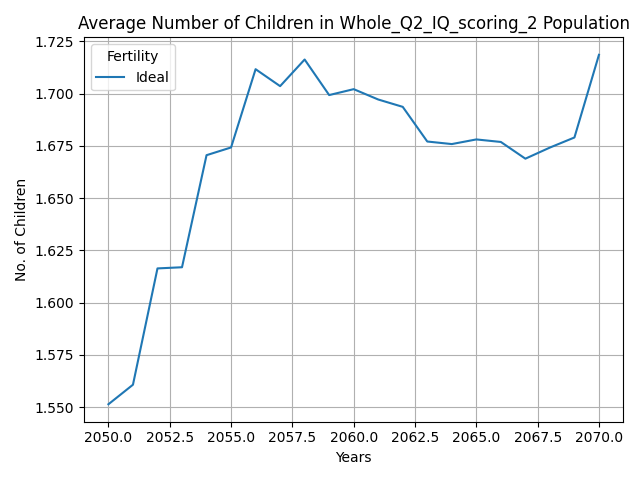 Average Number of Children in Whole_Q2_IQ_scoring_2 Population
Fertility
Ideal
No. of Children
1.725
1.700
1.675
1.650
1.625
1.600
1.575
1.550
2050.0 2052.5 2055.0 2057.5 2060.0 2062.5 2065.0 2067.5 2070.0
Years